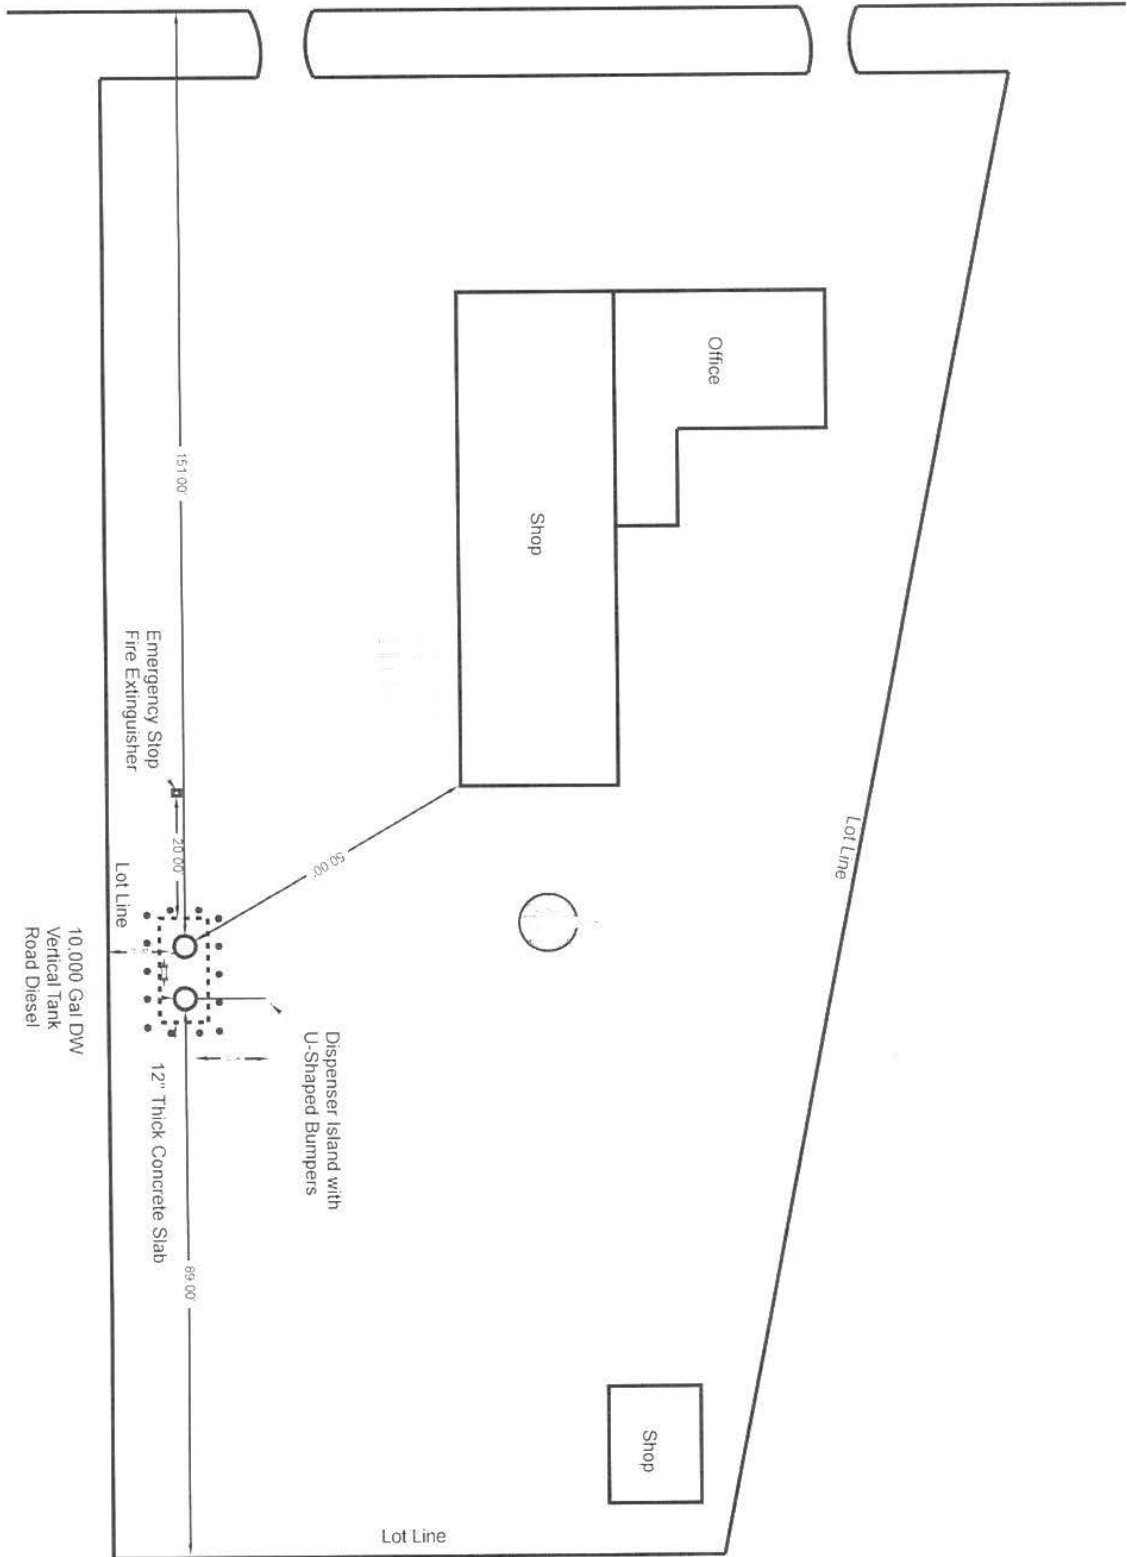 Office
Shop
151.00'
Emergency Stop
Fire Extinguisher
20.00'
50.00'
Lot Line
Lot Line
10,000 Gal DW
Vertical Tank
Road Diesel
Dispenser Island with
U-Shaped Bumpers
12" Thick Concrete Slab
89.00'
Shop
Lot Line